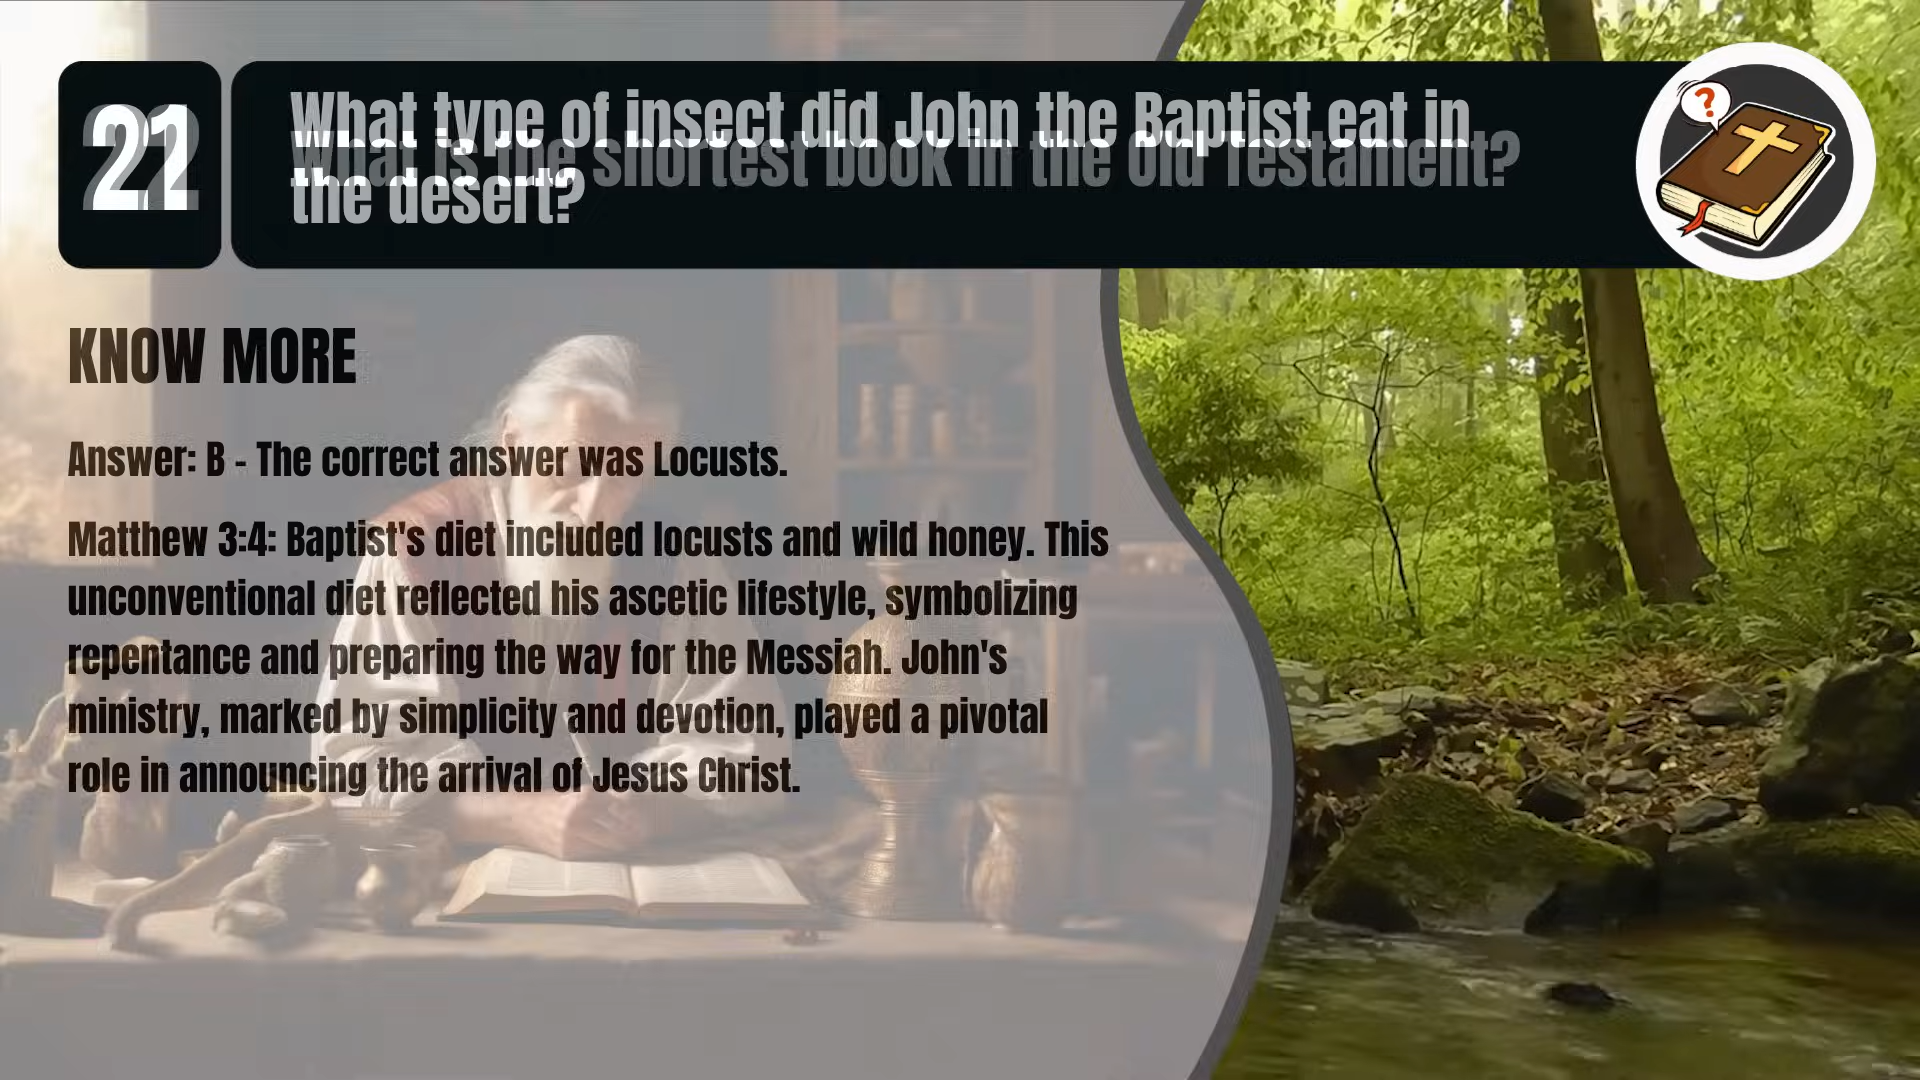 21
22
What type of insect did John the Baptist eat in
the desert?
What is the shortest book in the Old Testament?
?
KNOW MORE
Answer: B - The correct answer was Locusts.
Matthew 3:4: Baptist's diet included locusts and wild honey. This
unconventional diet reflected his ascetic lifestyle, symbolizing
repentance and preparing the way for the Messiah. John's
ministry, marked by simplicity and devotion, played a pivotal
role in announcing the arrival of Jesus Christ.